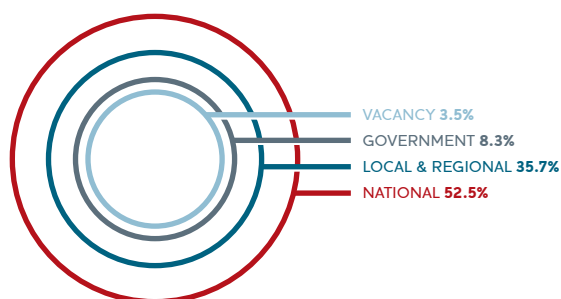 VACANCY 3.5%
GOVERNMENT 8.3%
LOCAL & REGIONAL 35.7%
NATIONAL 52.5%